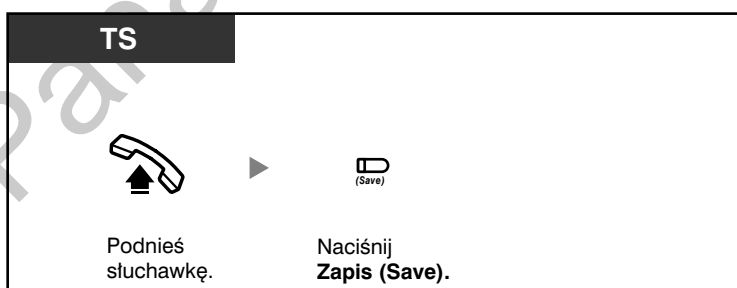 TS
(Save)
Podnieś
słuchawkę.
Naciśnij
Zapis (Save).